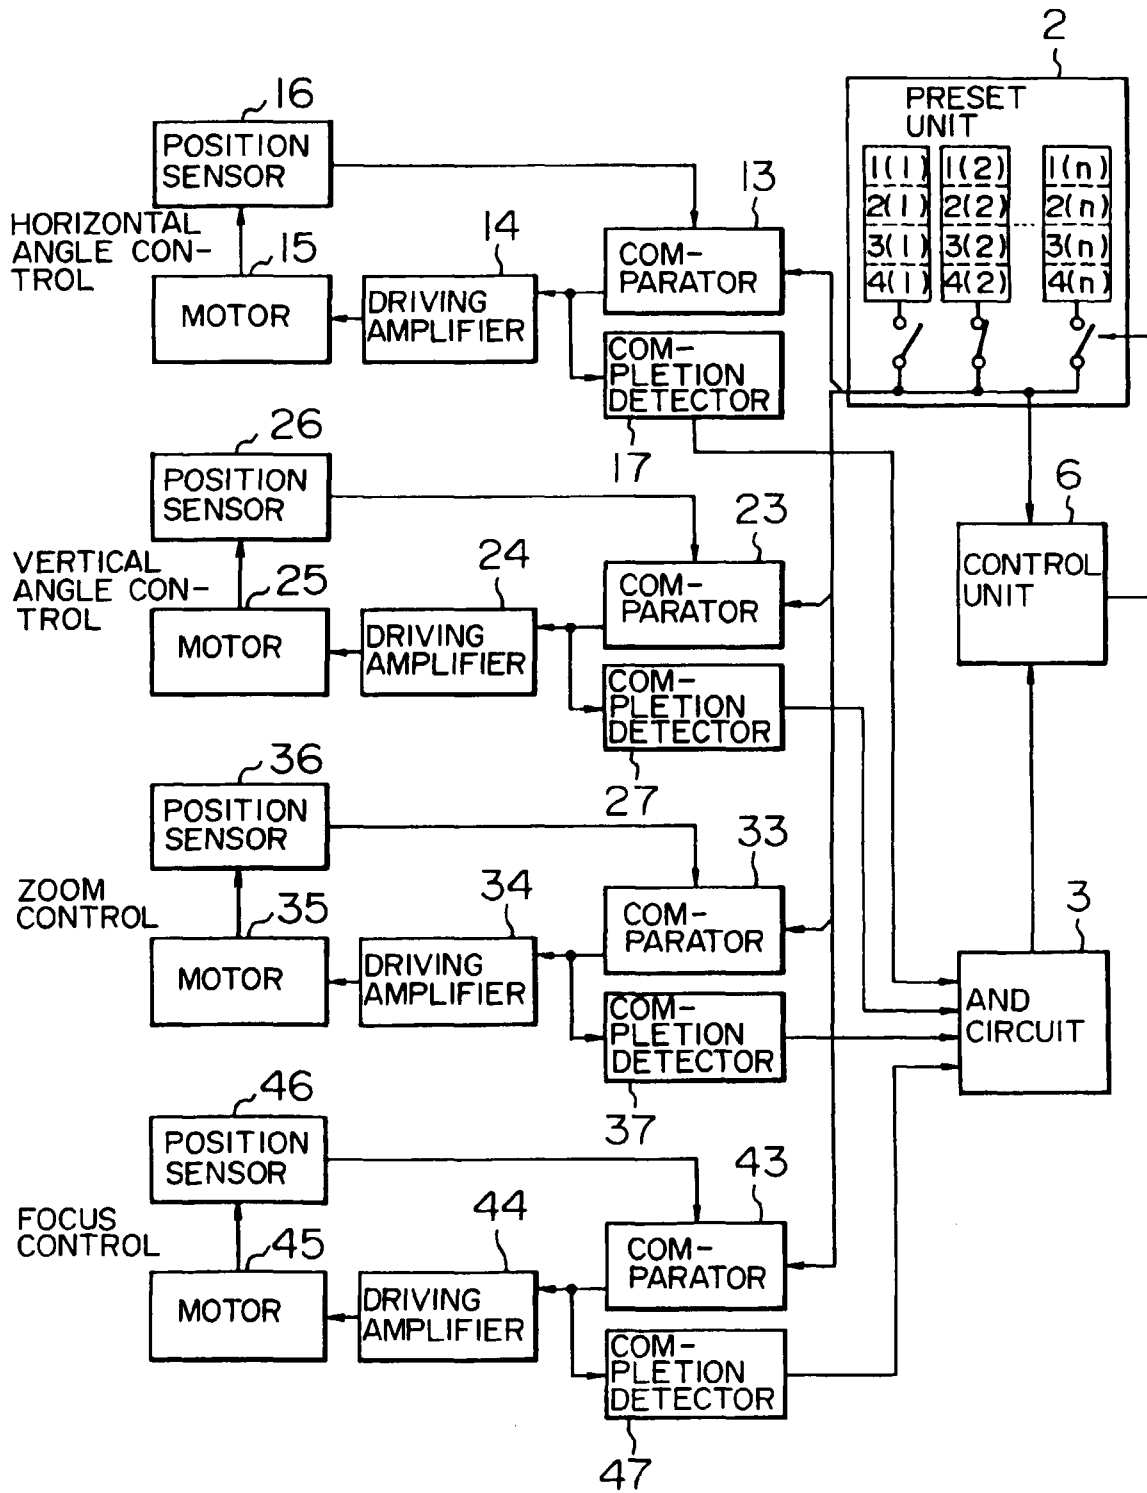 2
PRESET
UNIT
1(1) 1(2) 1(n)
2(1) 2(2) 2(n)
3(1) 3(2) 3(n)
4(1) 4(2) 4(n)
16
POSITION
SENSOR
HORIZONTAL
ANGLE CON-
TROL
15
MOTOR
14
DRIVING
AMPLIFIER
13
COM-
PARATOR
COM-
PLETION
DETECTOR
17
26
POSITION
SENSOR
VERTICAL
ANGLE CON-
TROL
25
MOTOR
24
DRIVING
AMPLIFIER
23
COM-
PARATOR
COM-
PLETION
DETECTOR
27
6
CONTROL
UNIT
36
POSITION
SENSOR
ZOOM
CONTROL
35
MOTOR
34
DRIVING
AMPLIFIER
33
COM-
PARATOR
COM-
PLETION
DETECTOR
37
3
AND
CIRCUIT
46
POSITION
SENSOR
FOCUS
CONTROL
45
MOTOR
44
DRIVING
AMPLIFIER
43
COM-
PARATOR
COM-
PLETION
DETECTOR
47